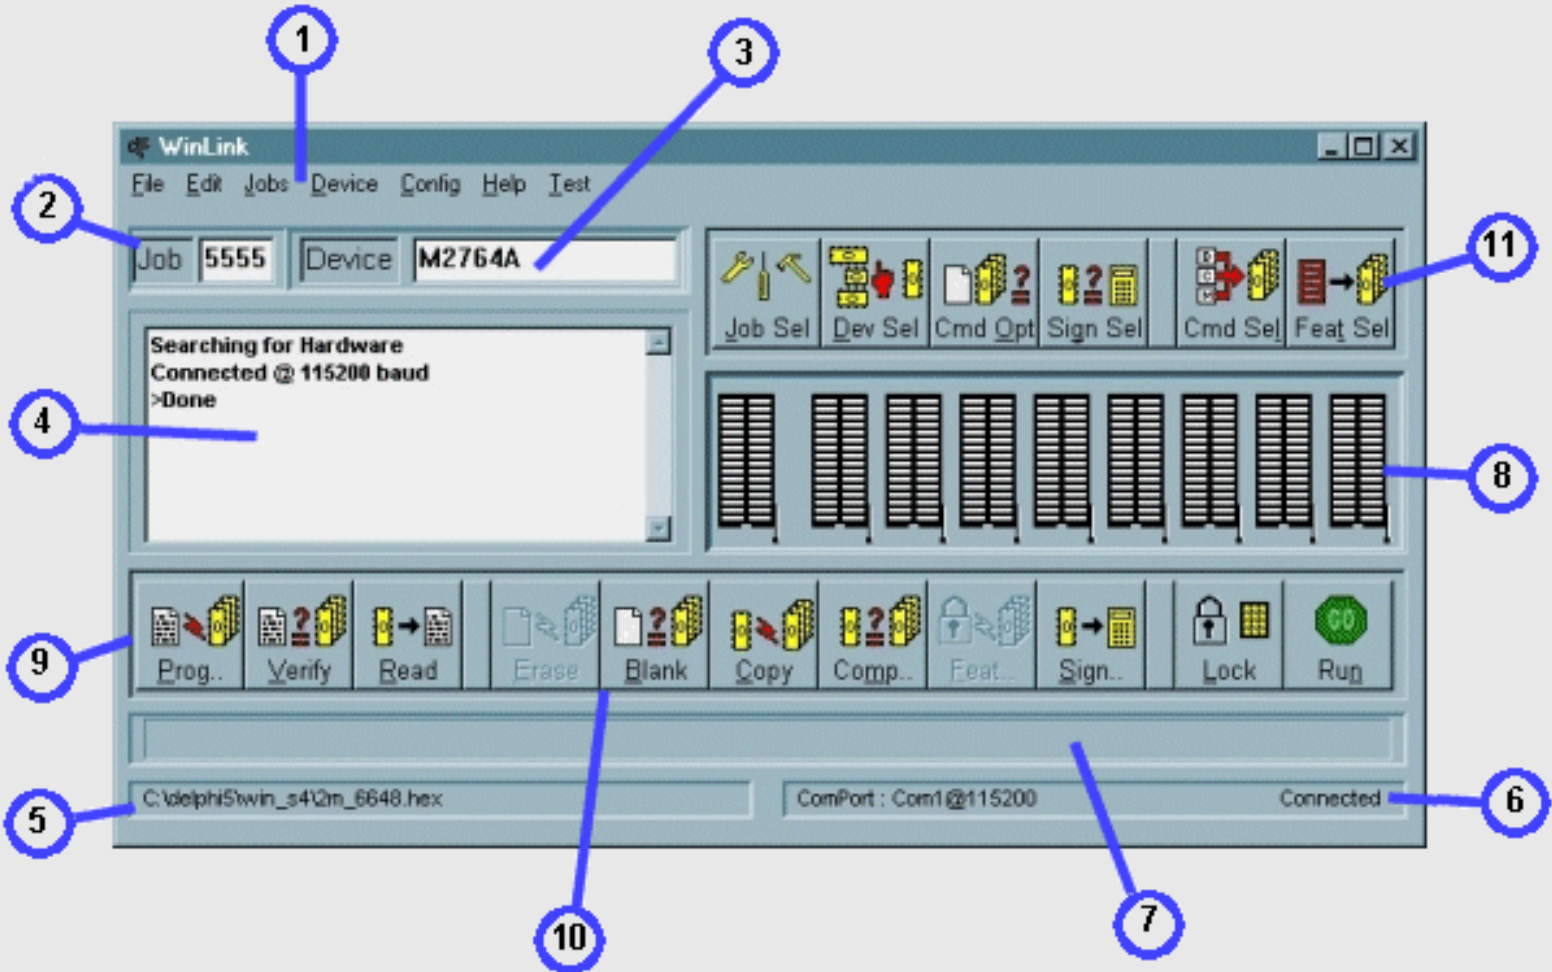 1
3
WinLink
File Edit Jobs Device Config Help Test
2
Job 5555 Device M2764A
11
Job Sel Dev Sel Cmd Opt Sign Sel Cmd Sel Feat Sel
Searching for Hardware
Connected @ 115200 baud
>Done
4
8
GO
9
Prog.. Verify Read Erase Blank Copy Comp.. Feat.. Sign.. Lock Run
C:\delphi5\win_s4\2m_6648.hex ComPort : Com1@115200 Connected
5
6
7
10